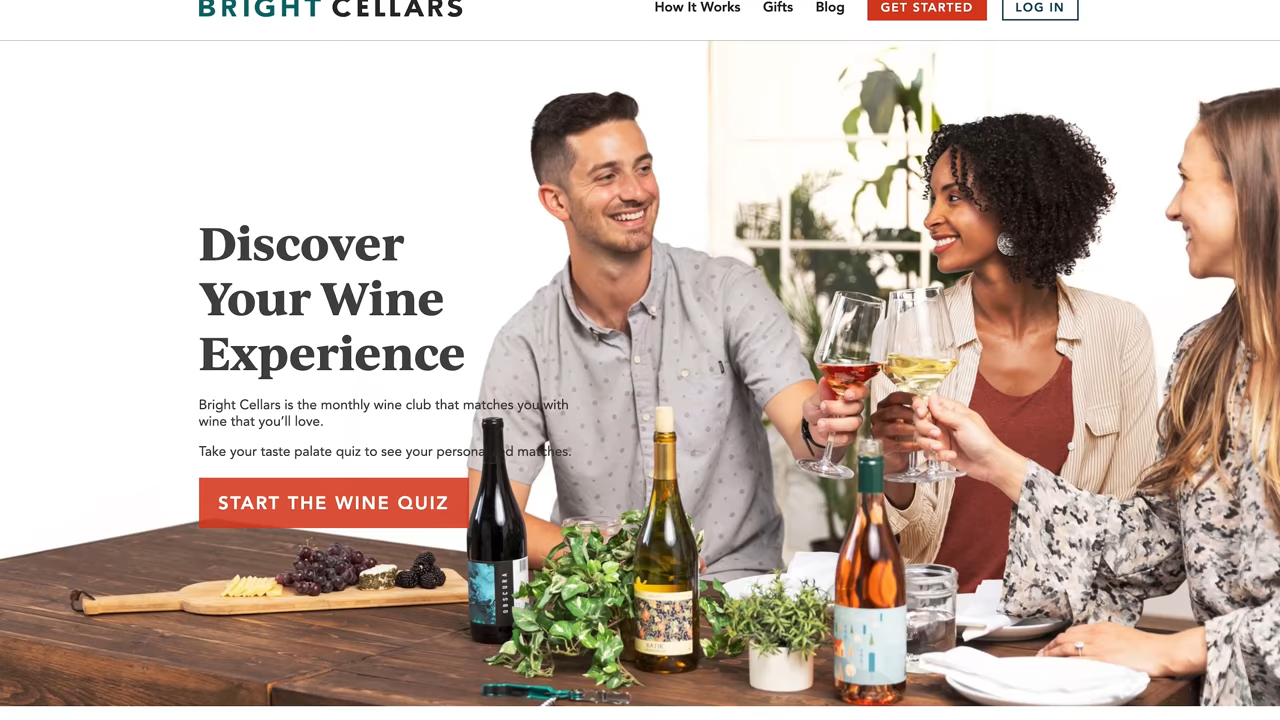 BRIGHT CELLARS
How It Works
Gifts
Blog
GET STARTED
LOG IN
Discover
Your Wine
Experience
Bright Cellars is the monthly wine club that matches you with
wine that you'll love.
Take your taste palate quiz to see your personalized matches.
START THE WINE QUIZ
OBSCURA
BATIK